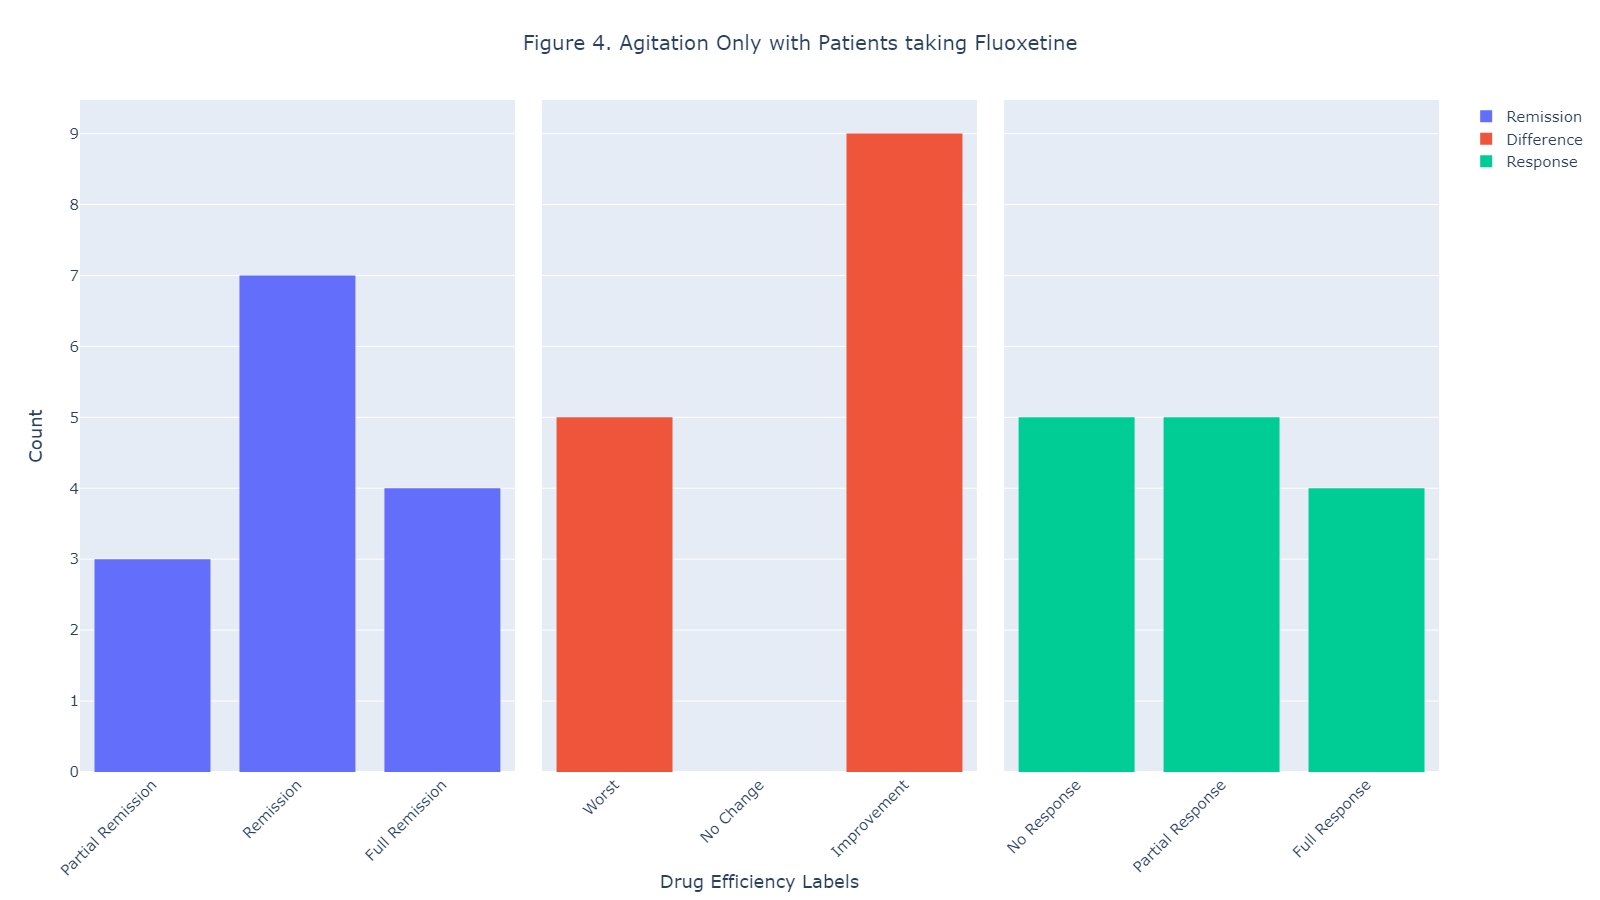 Figure 4. Agitation Only with Patients taking Fluoxetine
Remission
Difference
Response
Count
9
8
7
6
5
4
3
2
1
0
Partial Remission
Remission
Full Remission
Worst
No Change
Improvement
No Response
Partial Response
Full Response
Drug Efficiency Labels